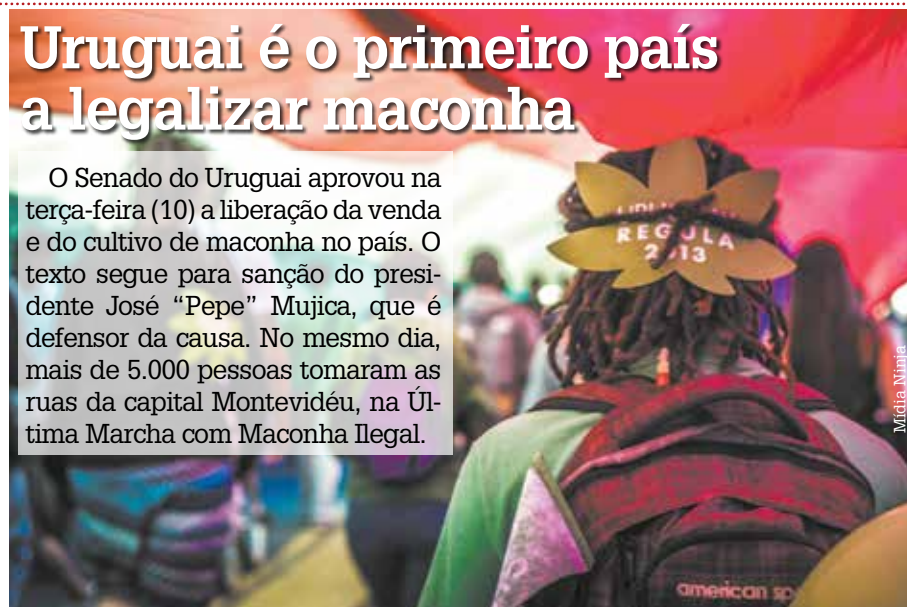 Uruguai é o primeiro país
a legalizar maconha
O Senado do Uruguai aprovou na
terça-feira (10) a liberação da venda
e do cultivo de maconha no país. O
texto segue para sanção do presi-
dente José “Pepe” Mujica, que é
defensor da causa. No mesmo dia,
mais de 5.000 pessoas tomaram as
ruas da capital Montevidéu, na Úl-
tima Marcha com Maconha Ilegal.
REGULA
2013
Mídia Ninja
american